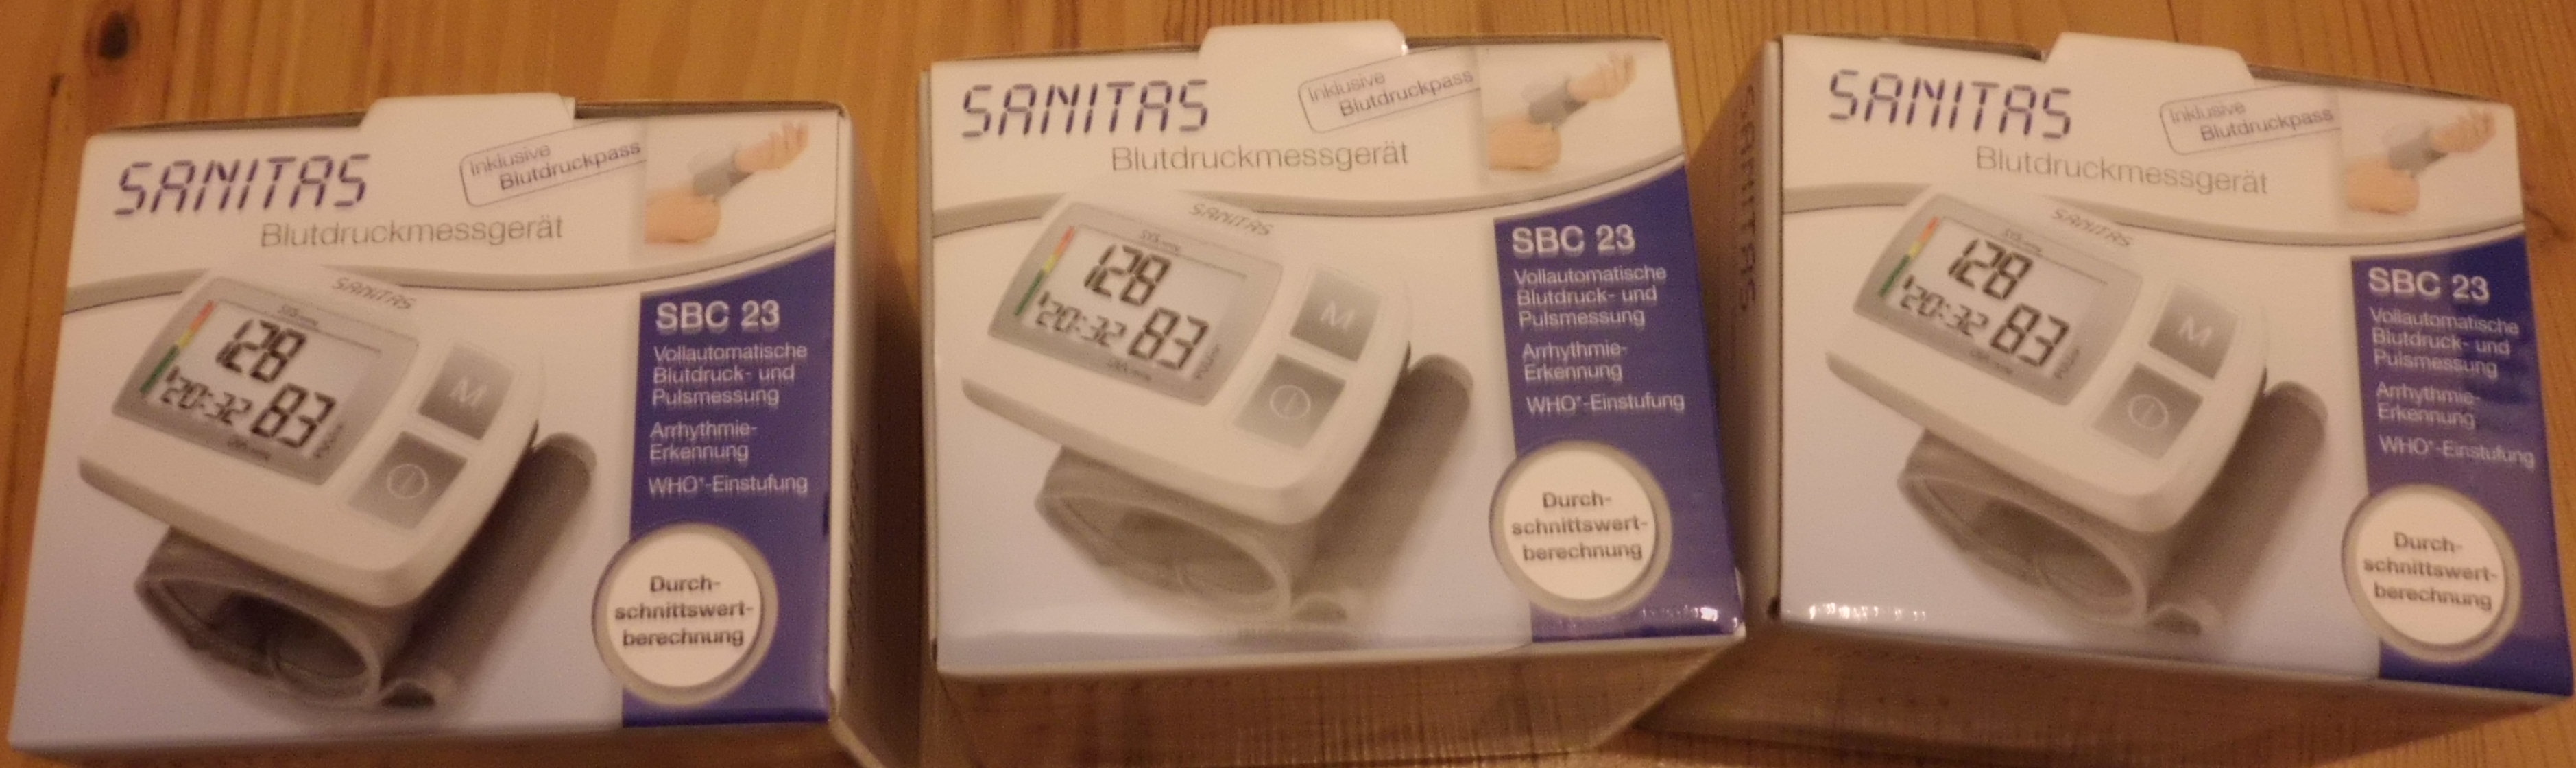 SANITAS
Inklusive
Blutdruckpass
Blutdruckmessgerät
SANITAS
128
20:32 83
M
SBC 23
Vollautomatische
Blutdruck- und
Pulsmessung
Arrhythmie-
Erkennung
WHO*-Einstufung
Durch-
schnittswert-
berechnung
SANITAS
Inklusive
Blutdruckpass
Blutdruckmessgerät
SANITAS
128
20:32 83
M
SBC 23
Vollautomatische
Blutdruck- und
Pulsmessung
Arrhythmie-
Erkennung
WHO*-Einstufung
Durch-
schnittswert-
berechnung
SANITAS
SANITAS
Inklusive
Blutdruckpass
Blutdruckmessgerät
SANITAS
128
20:32 83
M
SBC 23
Vollautomatische
Blutdruck- und
Pulsmessung
Arrhythmie-
Erkennung
WHO*-Einstufung
Durch-
schnittswert-
berechnung